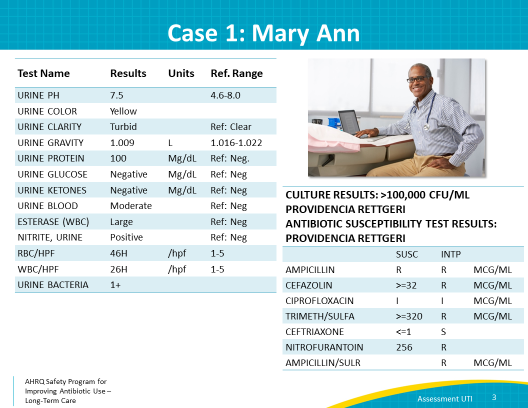 Case 1: Mary Ann
Test Name Results Units Ref. Range
URINE PH 7.5 4.6-8.0
URINE COLOR Yellow
URINE CLARITY Turbid Ref: Clear
URINE GRAVITY 1.009 L 1.016-1.022
URINE PROTEIN 100 Mg/dL Ref: Neg.
URINE GLUCOSE Negative Mg/dL Ref: Neg
URINE KETONES Negative Mg/dL Ref: Neg
URINE BLOOD Moderate Ref: Neg
ESTERASE (WBC) Large Ref: Neg
NITRITE, URINE Positive Ref: Neg
RBC/HPF 46H /hpf 1-5
WBC/HPF 26H /hpf 1-5
URINE BACTERIA 1+
CULTURE RESULTS: >100,000 CFU/ML
PROVIDENCIA RETTGERI
ANTIBIOTIC SUSCEPTIBILITY TEST RESULTS:
PROVIDENCIA RETTGERI
SUSC INTP
AMPICILLIN R R MCG/ML
CEFAZOLIN >=32 R MCG/ML
CIPROFLOXACIN I I MCG/ML
TRIMETH/SULFA >=320 R MCG/ML
CEFTRIAXONE <=1 S
NITROFURANTOIN 256 R
AMPICILLIN/SULR R MCG/ML
AHRQ Safety Program for
Improving Antibiotic Use –
Long-Term Care
Assessment UTI 3